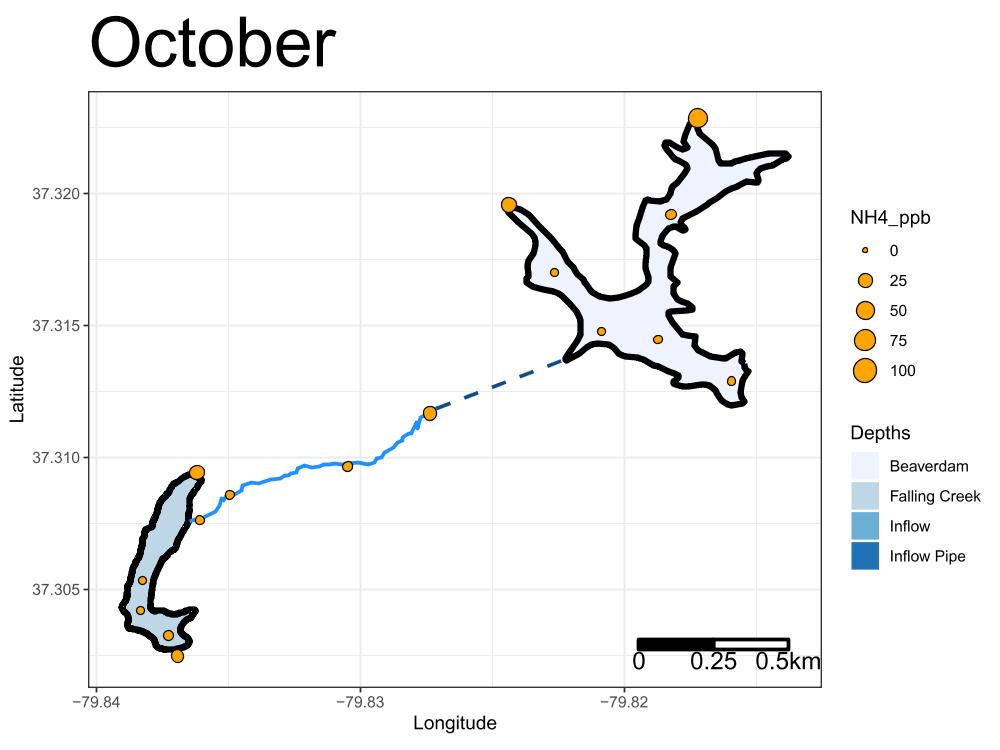 October
37.320
37.315
37.310
37.305
Latitude
−79.84
−79.83
−79.82
Longitude
0
0.25
0.5km
NH4_ppb
0
25
50
75
100
Depths
Beaverdam
Falling Creek
Inflow
Inflow Pipe